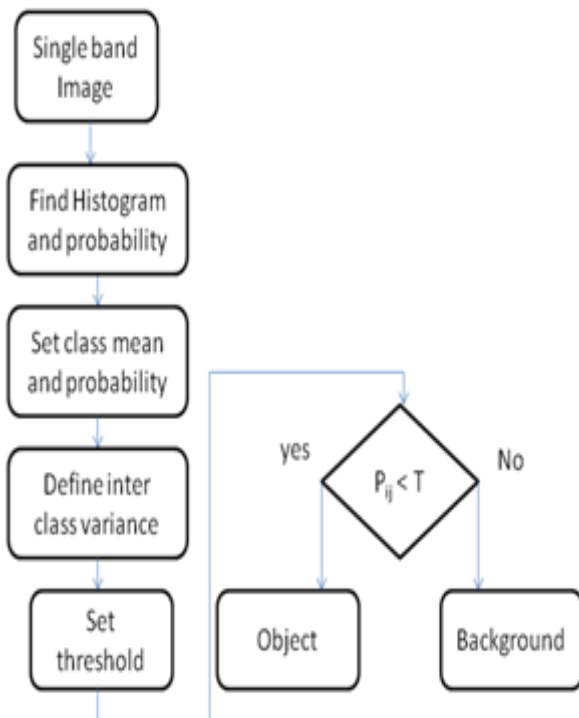 Single band
Image
Find Histogram
and probability
Set class mean
and probability
Define inter
class variance
Set
threshold
yes
P_ij < T
No
Object
Background